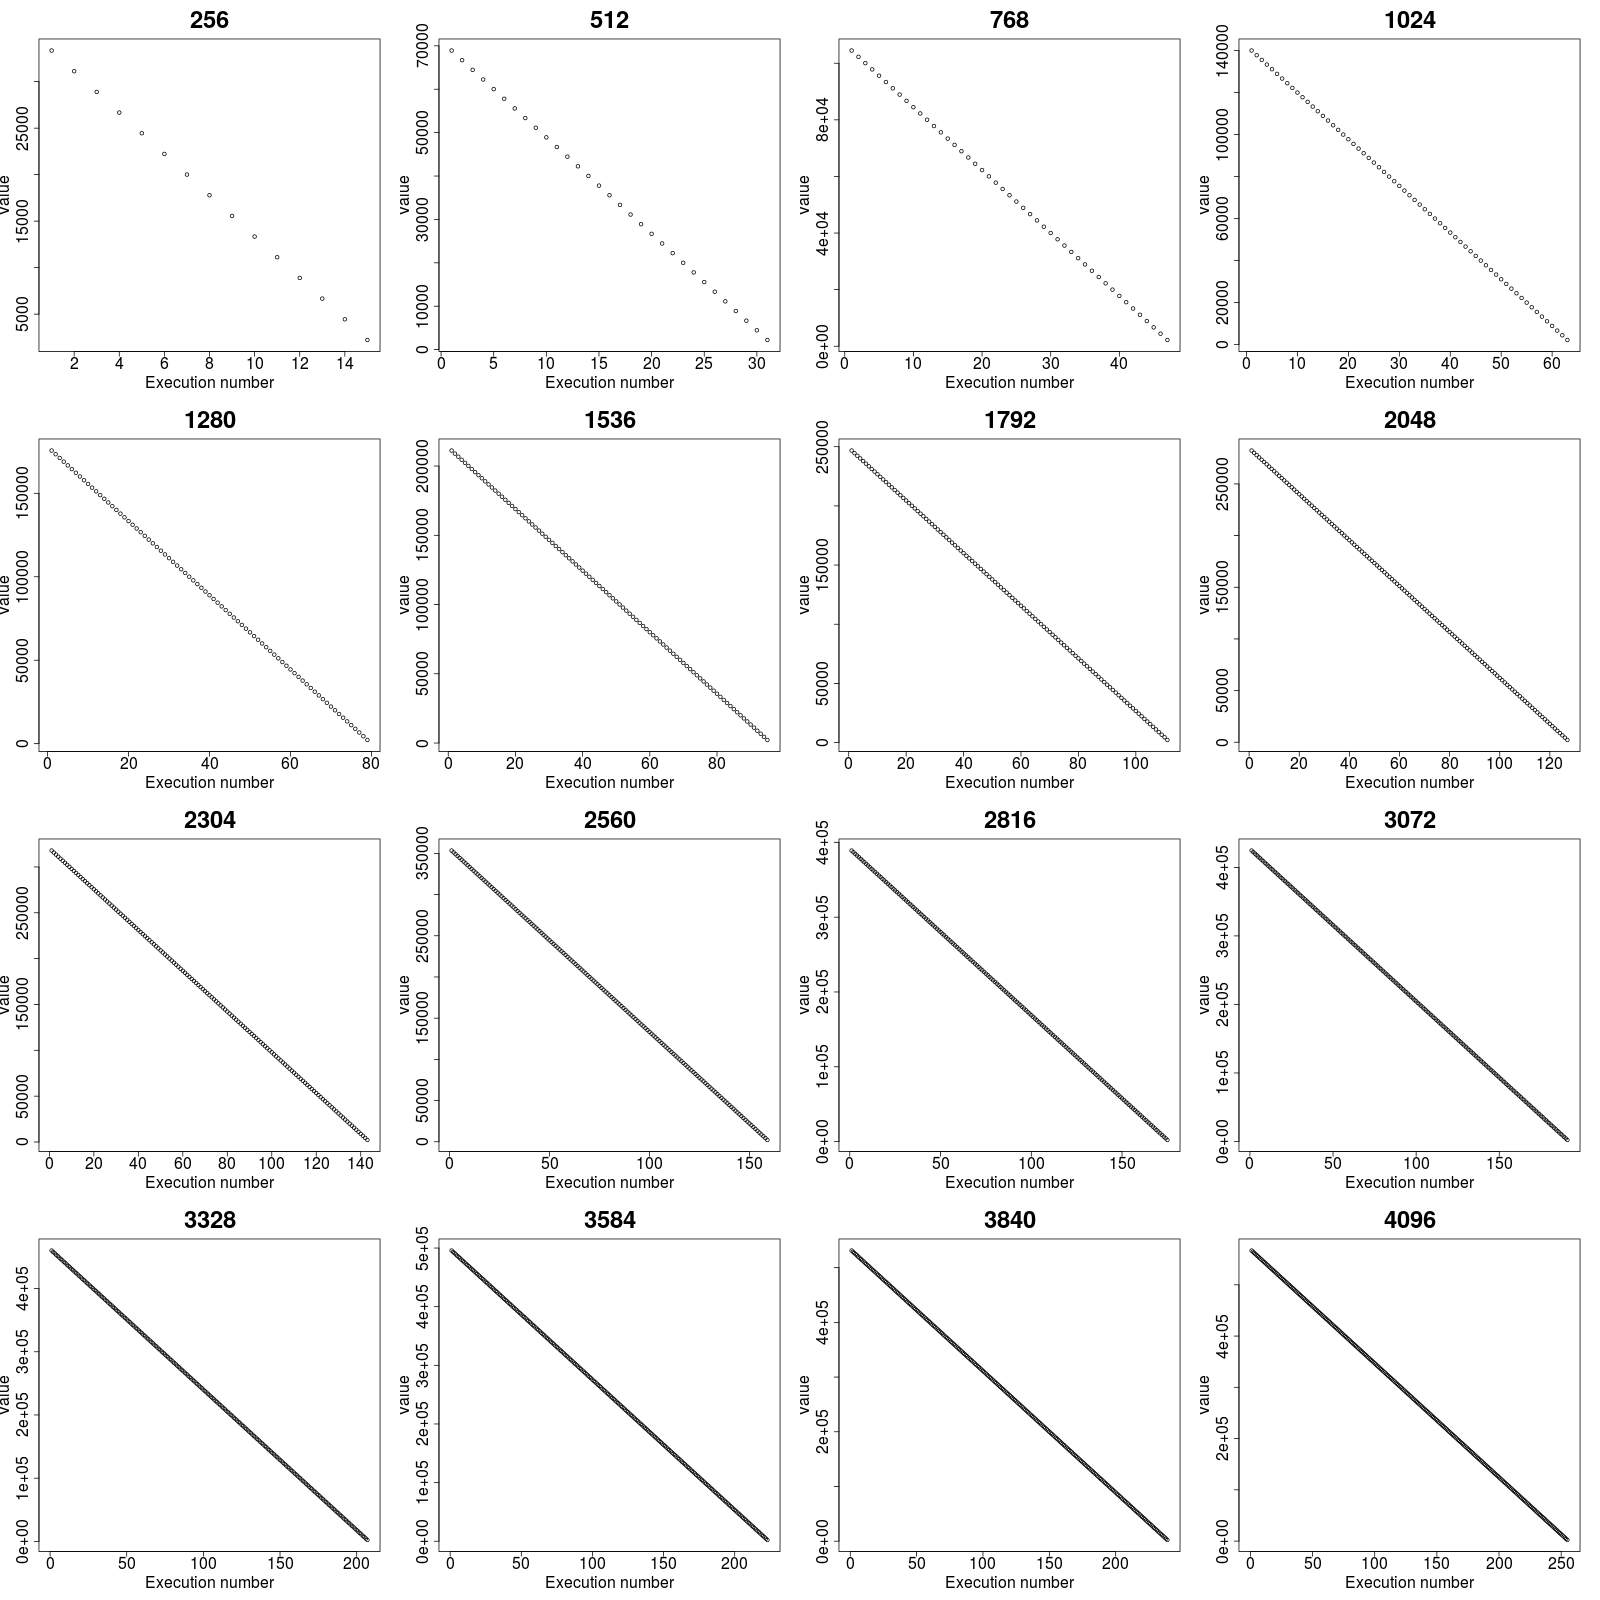 256
value
5000 15000 25000
2 4 6 8 10 12 14
Execution number
512
value
0 10000 30000 50000 70000
0 5 10 15 20 25 30
Execution number
768
value
0e+00 4e+04 8e+04
0 10 20 30 40
Execution number
1024
value
0 20000 60000 100000 140000
0 10 20 30 40 50 60
Execution number
1280
value
0 50000 100000 150000
0 20 40 60 80
Execution number
1536
value
0 50000 100000 150000 200000
0 20 40 60 80
Execution number
1792
value
0 50000 150000 250000
0 20 40 60 80 100
Execution number
2048
value
0 50000 150000 250000
0 20 40 60 80 100 120
Execution number
2304
value
0 50000 150000 250000
0 20 40 60 80 100 120 140
Execution number
2560
value
0 50000 150000 250000 350000
0 50 100 150
Execution number
2816
value
0e+00 1e+05 2e+05 3e+05 4e+05
0 50 100 150
Execution number
3072
value
0e+00 1e+05 2e+05 3e+05 4e+05
0 50 100 150
Execution number
3328
value
0e+00 1e+05 2e+05 3e+05 4e+05
0 50 100 150 200
Execution number
3584
value
0e+00 1e+05 2e+05 3e+05 4e+05 5e+05
0 50 100 150 200
Execution number
3840
value
0e+00 2e+05 4e+05
0 50 100 150 200
Execution number
4096
value
0e+00 2e+05 4e+05
0 50 100 150 200 250
Execution number